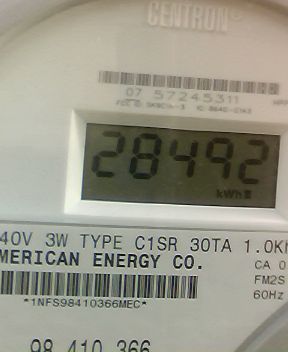 CENTRON®
07 57245311
28492
kWh
40V 3W TYPE C1SR 30TA 1.0Kh
MERICAN ENERGY CO.
CA 0
FM2S
60Hz
*1NFS98410366MEC*
98 410 366